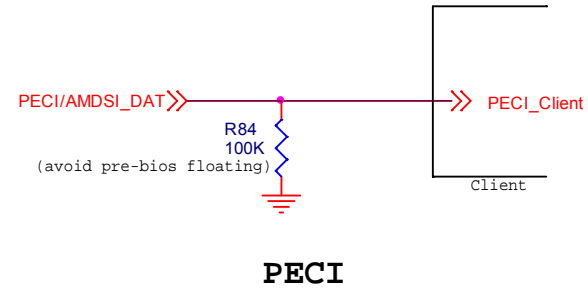 PECI/AMDSI_DAT
PECI_Client
R84
100K
(avoid pre-bios floating)
Client
PECI